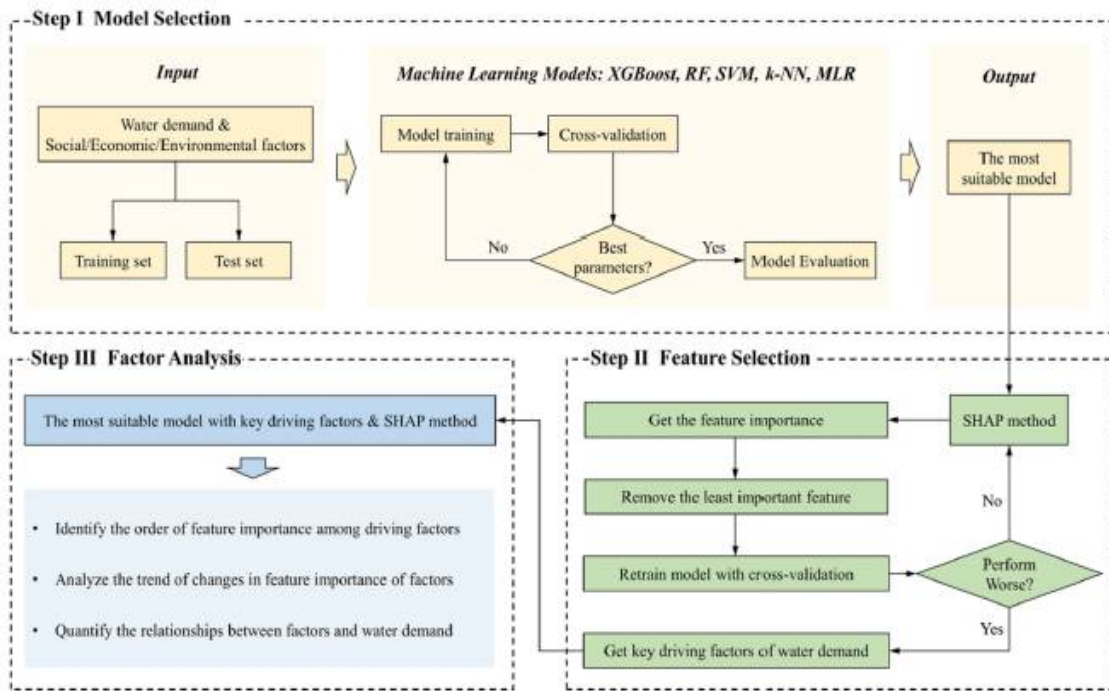 Step I Model Selection
Input
Water demand &
Social/Economic/Environmental factors
Training set
Test set
Machine Learning Models: XGBoost, RF, SVM, k-NN, MLR
Model training
Cross-validation
Best
parameters?
No
Yes
Model Evaluation
Output
The most
suitable model
Step III Factor Analysis
The most suitable model with key driving factors & SHAP method
• Identify the order of feature importance among driving factors
• Analyze the trend of changes in feature importance of factors
• Quantify the relationships between factors and water demand
Step II Feature Selection
Get the feature importance
SHAP method
Remove the least important feature
No
Retrain model with cross-validation
Perform
Worse?
Yes
Get key driving factors of water demand